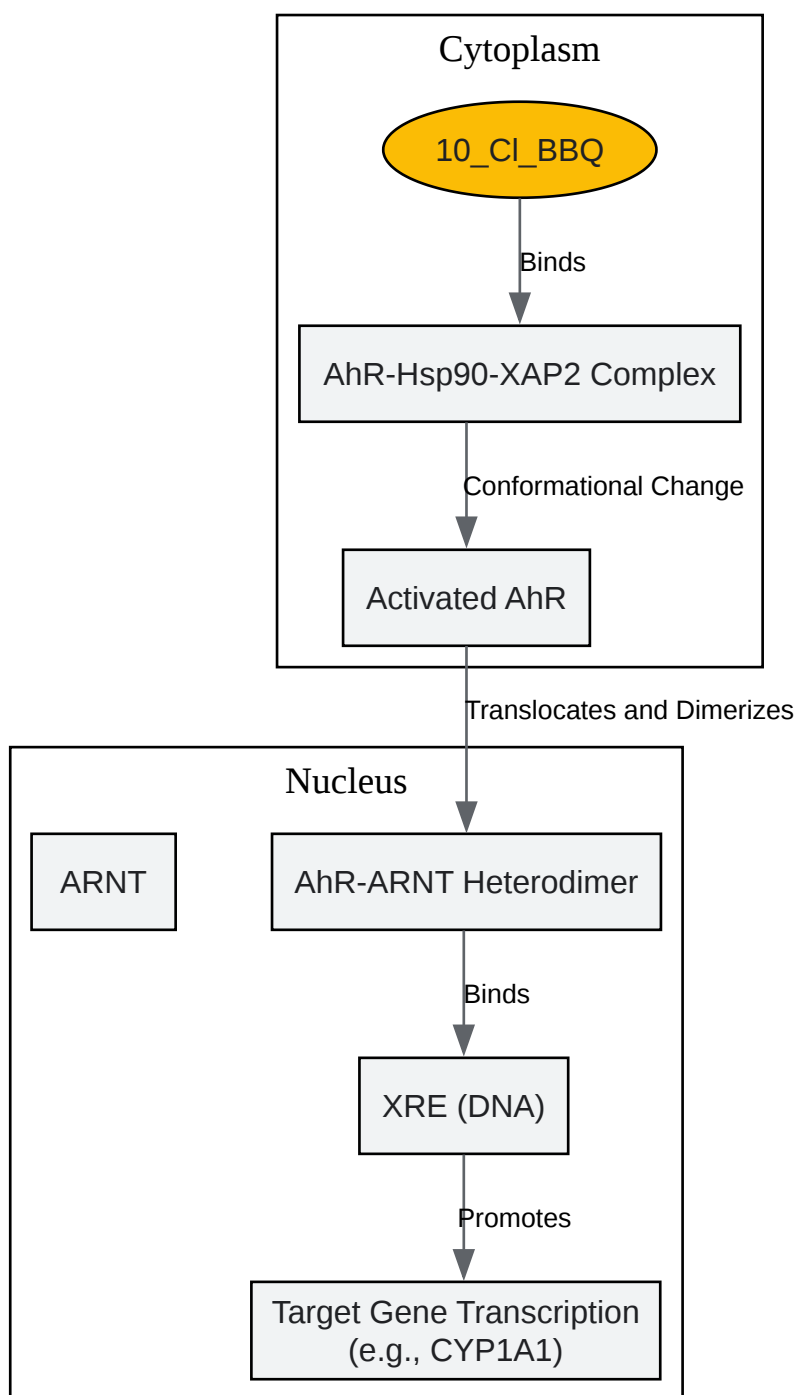 Cytoplasm
10_Cl_BBQ
Binds
AhR-Hsp90-XAP2 Complex
Conformational Change
Activated AhR
Translocates and Dimerizes
Nucleus
ARNT
AhR-ARNT Heterodimer
Binds
XRE (DNA)
Promotes
Target Gene Transcription
(e.g., CYP1A1)